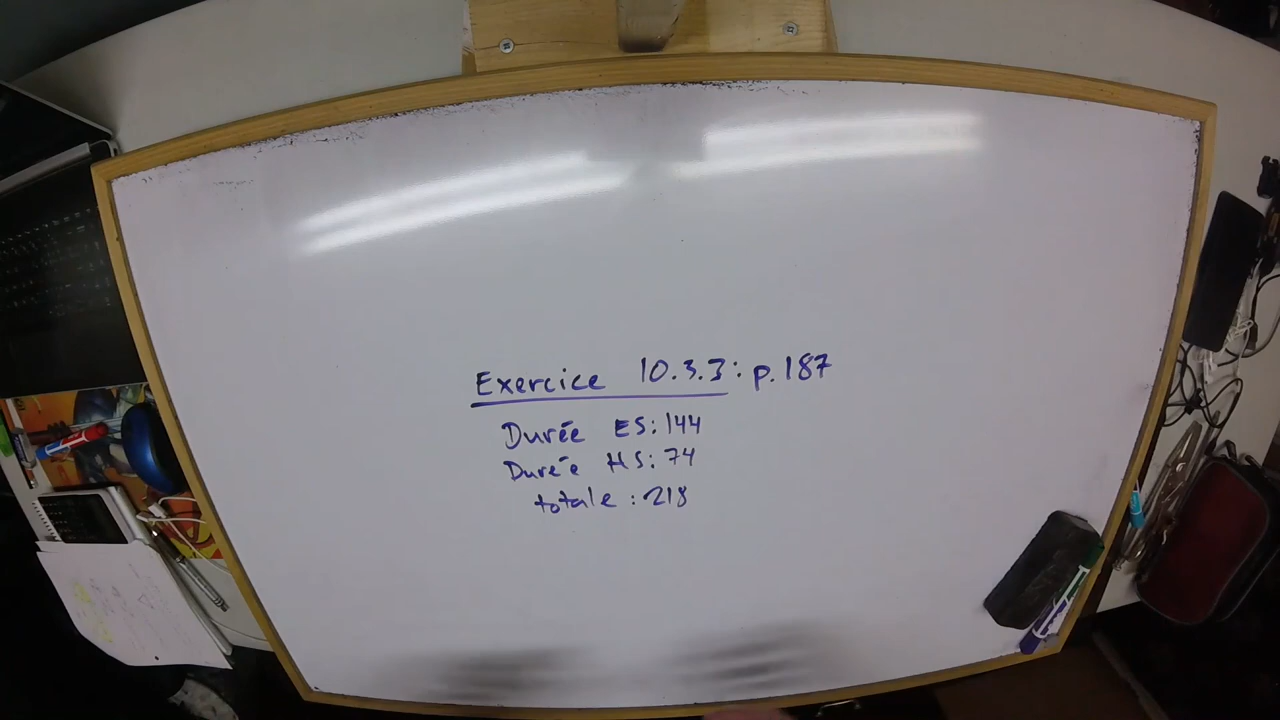 Exercice 10.3.3: p.187
Durée ES: 144
Durée HS: 74
totale: 218